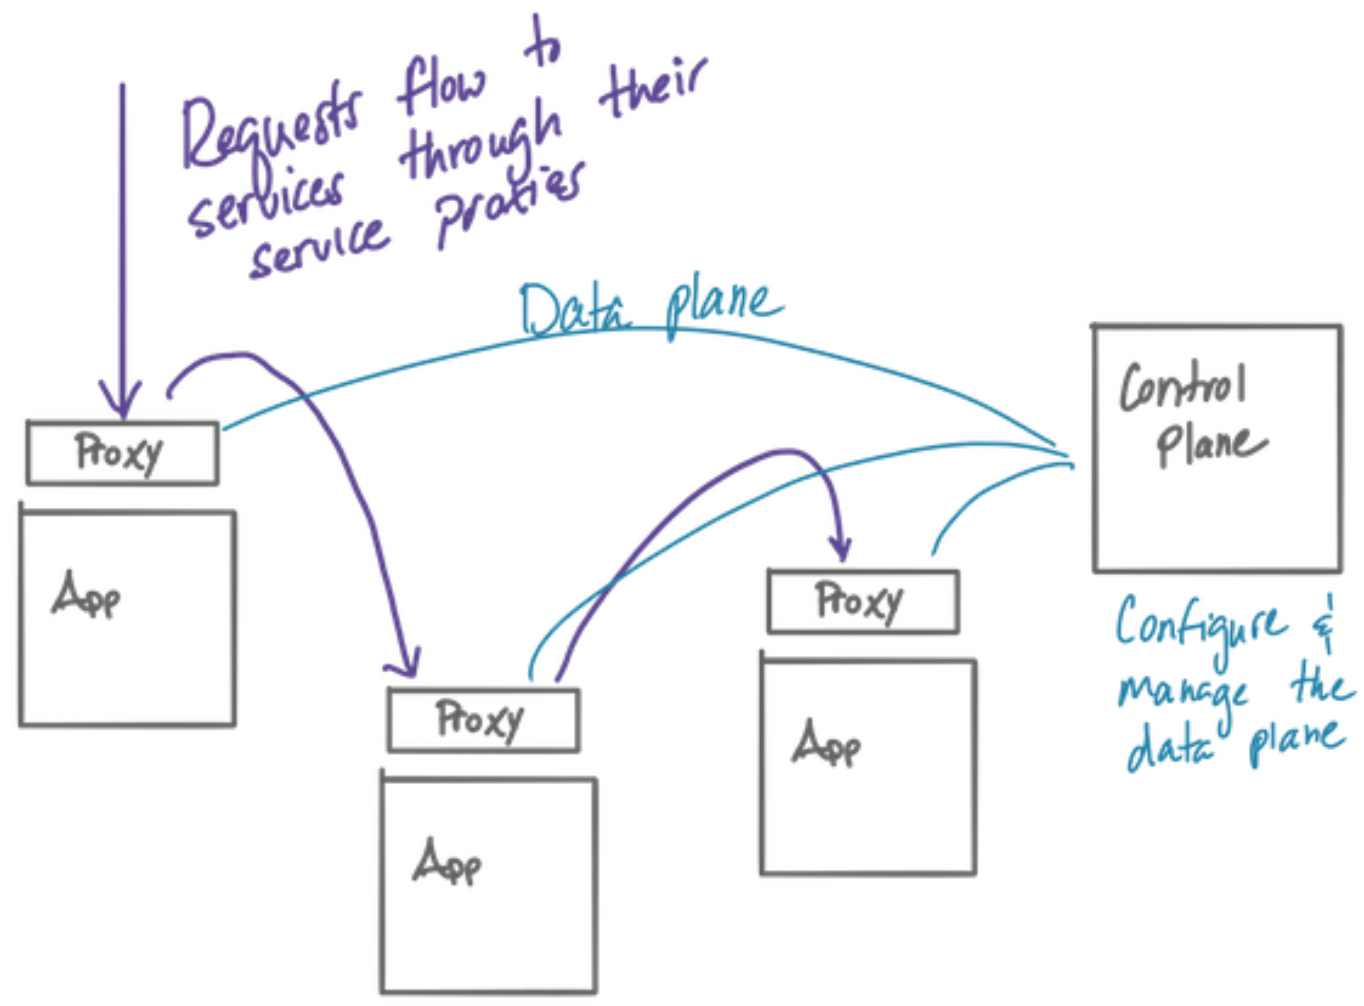 Requests flow to
services through their
service proxies
Data plane
Control
Plane
Proxy
App
Proxy
App
Proxy
App
Configure &
manage the
data plane